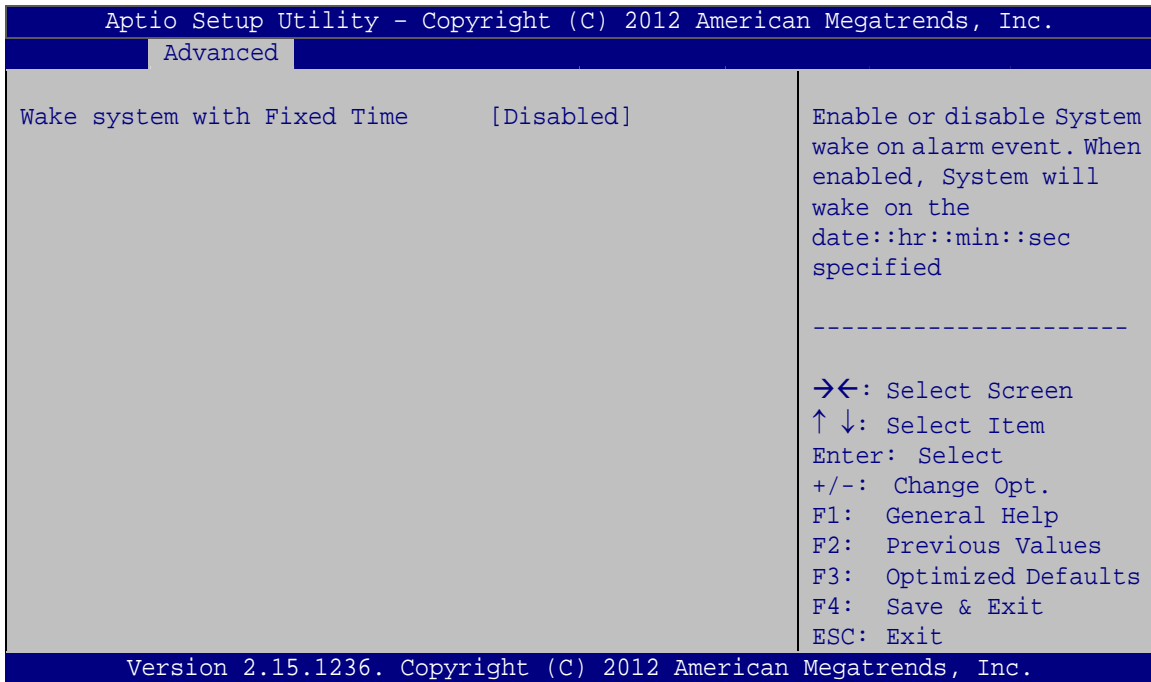 Aptio Setup Utility – Copyright (C) 2012 American Megatrends, Inc.
Advanced
Wake system with Fixed Time [Disabled]
Enable or disable System
wake on alarm event. When
enabled, System will
wake on the
date::hr::min::sec
specified
----------------------
→←: Select Screen
↑ ↓: Select Item
Enter: Select
+/-: Change Opt.
F1: General Help
F2: Previous Values
F3: Optimized Defaults
F4: Save & Exit
ESC: Exit
Version 2.15.1236. Copyright (C) 2012 American Megatrends, Inc.